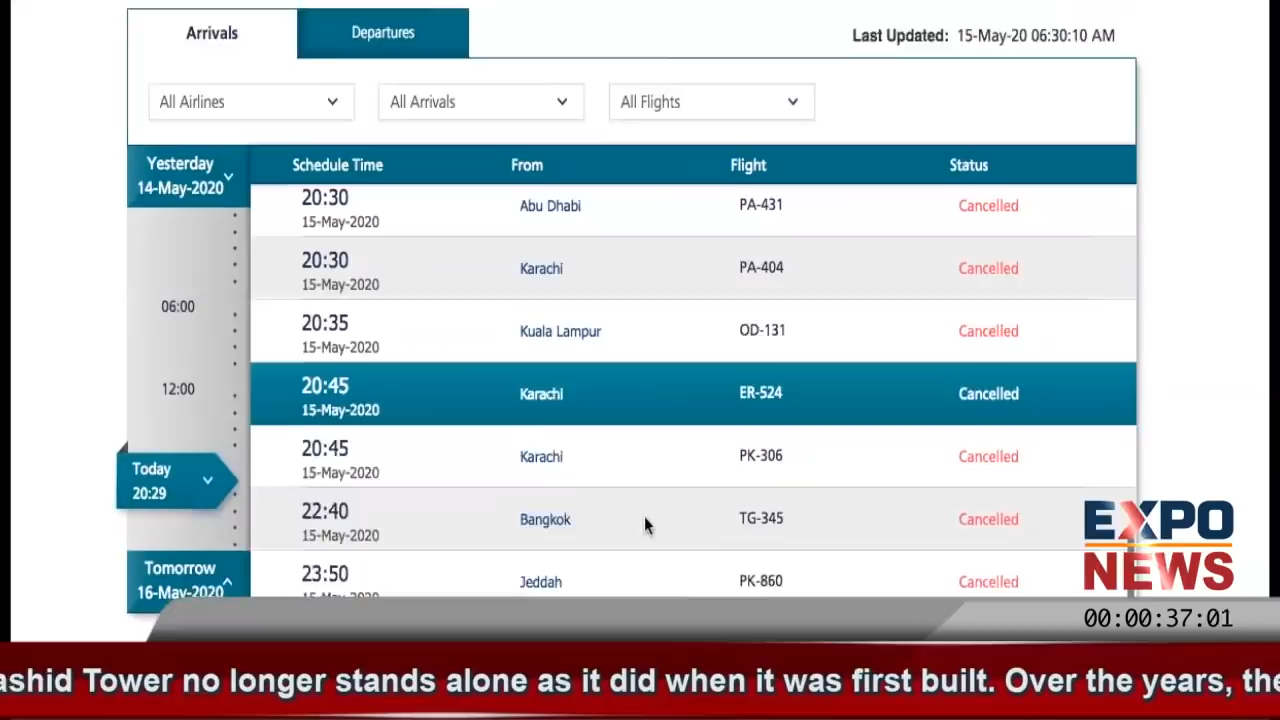 Arrivals
Departures
Last Updated: 15-May-20 06:30:10 AM
All Airlines
All Arrivals
All Flights
Yesterday
14-May-2020
Schedule Time From Flight Status
20:30
15-May-2020
Abu Dhabi PA-431 Cancelled
20:30
15-May-2020
Karachi PA-404 Cancelled
06:00
20:35
15-May-2020
Kuala Lampur OD-131 Cancelled
12:00
20:45
15-May-2020
Karachi ER-524 Cancelled
20:45
15-May-2020
Karachi PK-306 Cancelled
Today
20:29
22:40
15-May-2020
Bangkok TG-345 Cancelled
Tomorrow
16-May-2020
23:50
15-May-2020
Jeddah PK-860 Cancelled
EXPO
NEWS
00:00:37:01
ashid Tower no longer stands alone as it did when it was first built. Over the years, the